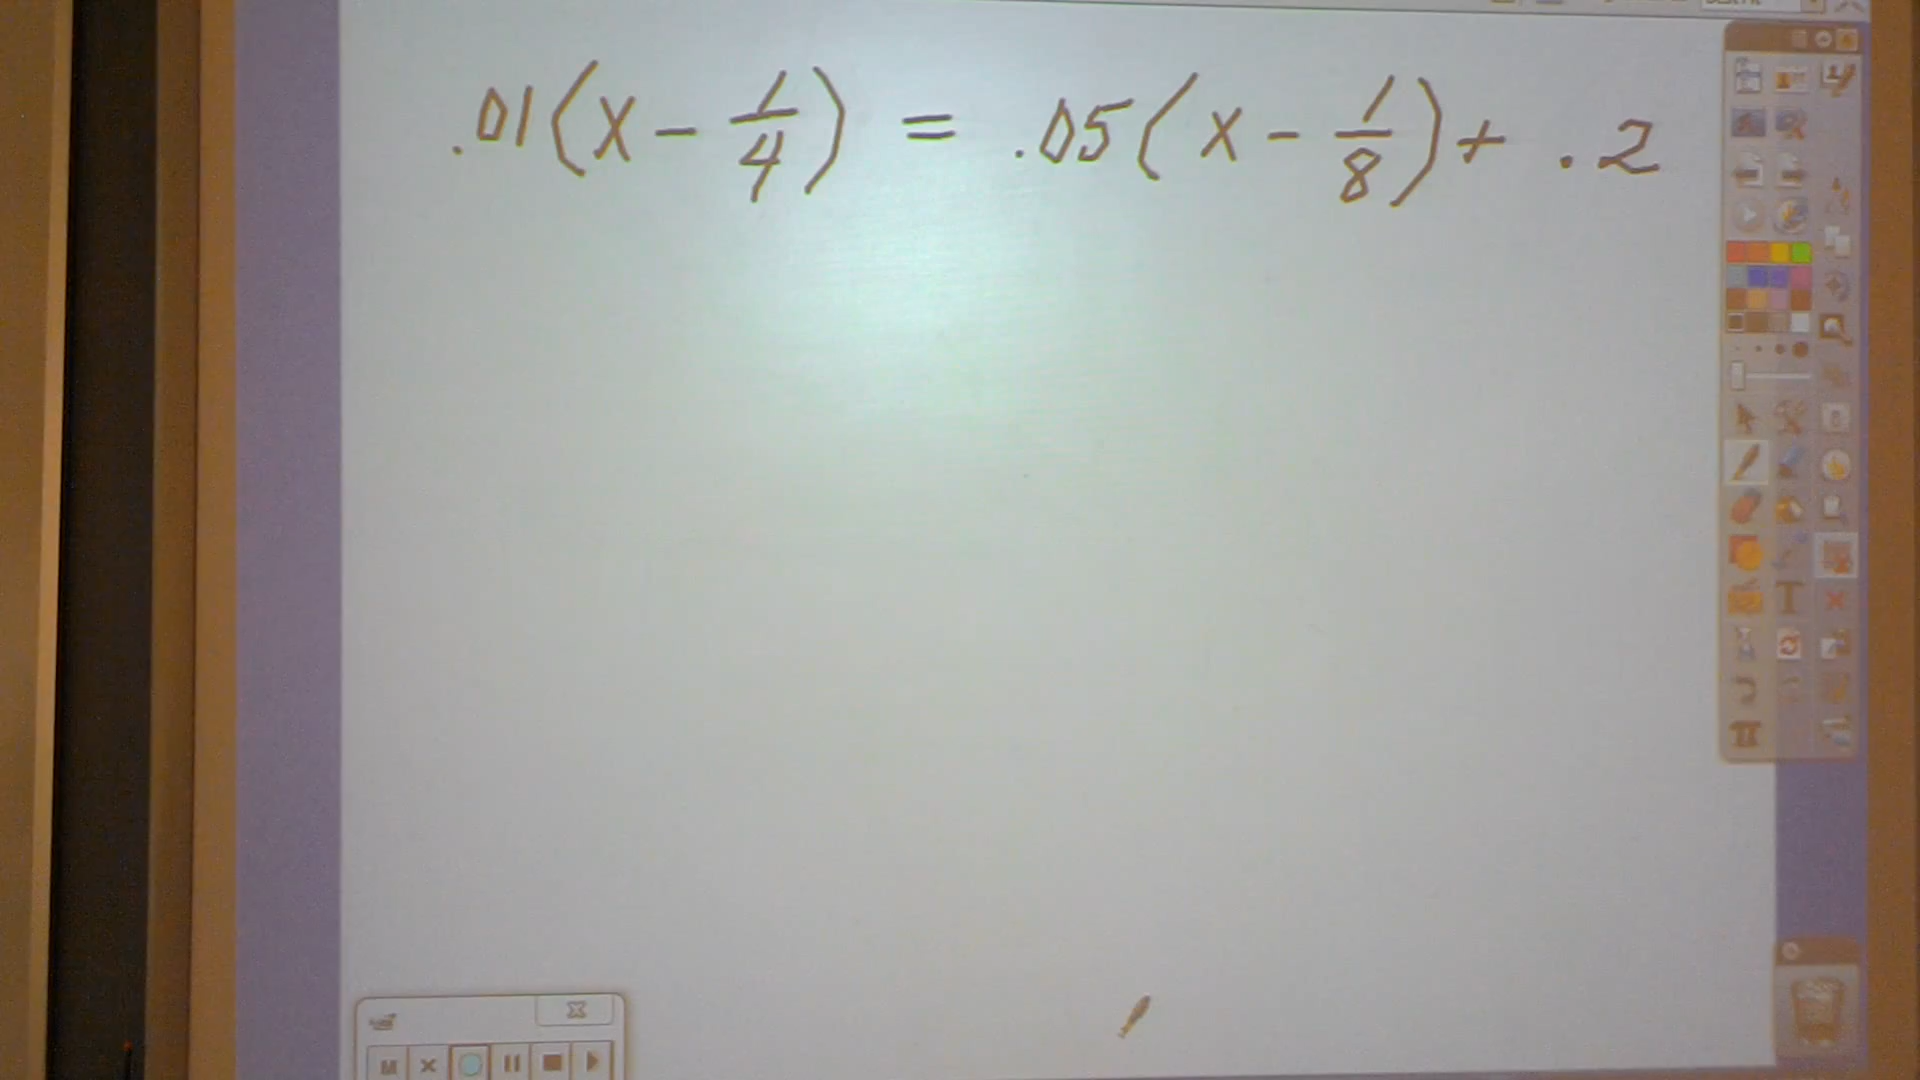 .01(x - 1/4) = .05(x - 1/8) + .2